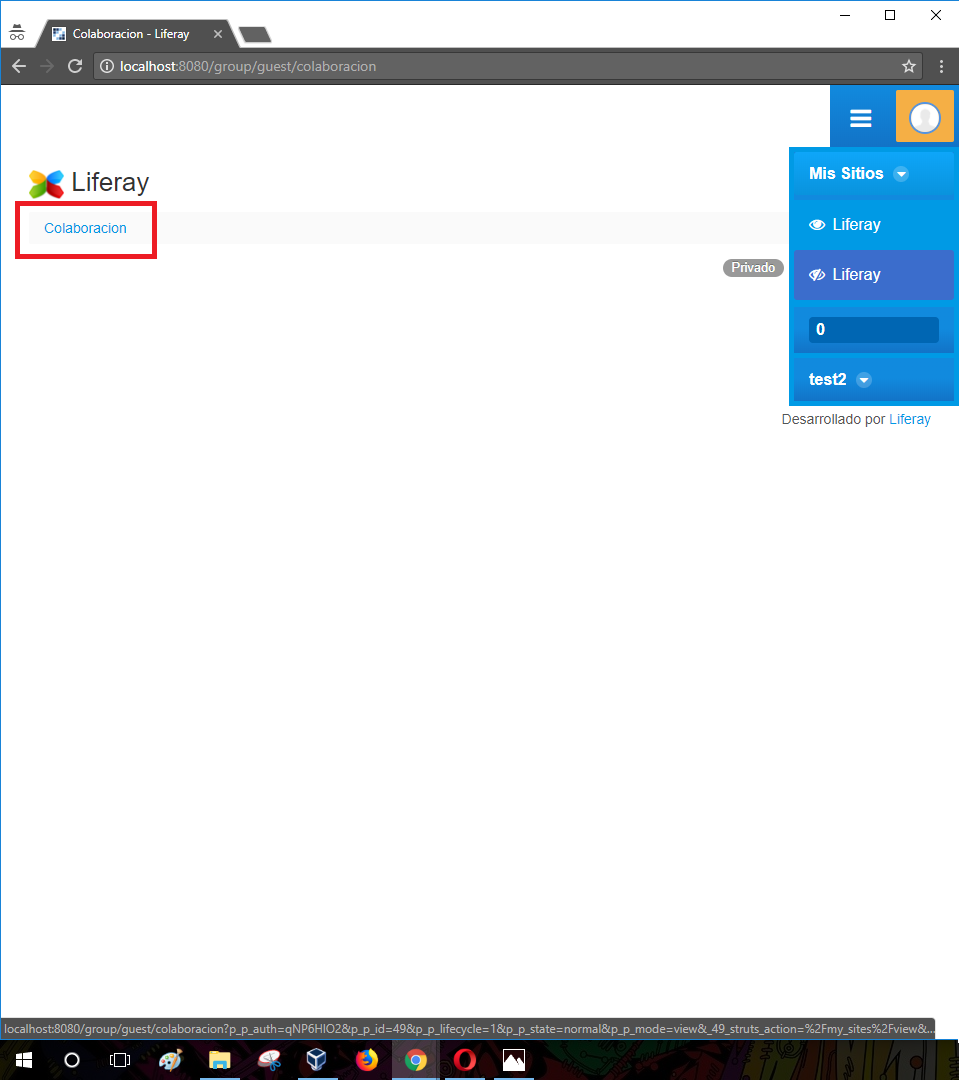 Colaboracion - Liferay
localhost:8080/group/guest/colaboracion
Liferay
Colaboracion
Privado
Mis Sitios
Liferay
Liferay
0
test2
Desarrollado por Liferay
localhost:8080/group/guest/colaboracion?p_p_auth=qNP6HIO2&p_p_id=49&p_p_lifecycle=1&p_p_state=normal&p_p_mode=view&_49_struts_action=%2Fmy_sites%2Fview&...